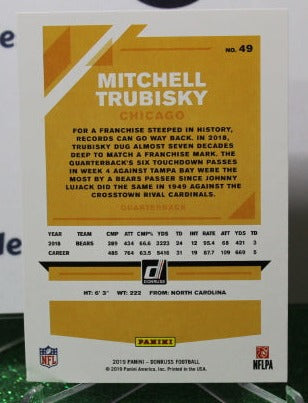 NO. 49
MITCHELL
TRUBISKY
CHICAGO
FOR A FRANCHISE STEEPED IN HISTORY,
RECORDS CAN GO WAY BACK. IN 2018,
TRUBISKY DUG ALMOST SEVEN DECADES
DEEP TO MATCH A FRANCHISE MARK. THE
QUARTERBACK'S SIX TOUCHDOWN PASSES
IN WEEK 4 AGAINST TAMPA BAY WERE THE
MOST BY A BEARS PASSER SINCE JOHNNY
LUJACK DID THE SAME IN 1949 AGAINST THE
CROSSTOWN RIVAL CARDINALS.
QUARTERBACK
YEAR TEAM CMP ATT CMP% YDS TD INT RATE ATT YDS TD
2018 BEARS 289 434 66.6 3223 24 12 95.4 68 421 3
CAREER 485 764 63.5 5416 31 19 87.7 109 669 5
DONRUSS
HT: 6' 3" WT: 222 FROM: NORTH CAROLINA
PANINI
NFL
NFLPA
2019 PANINI – DONRUSS FOOTBALL
© 2019 Panini America, Inc. Printed in the USA.